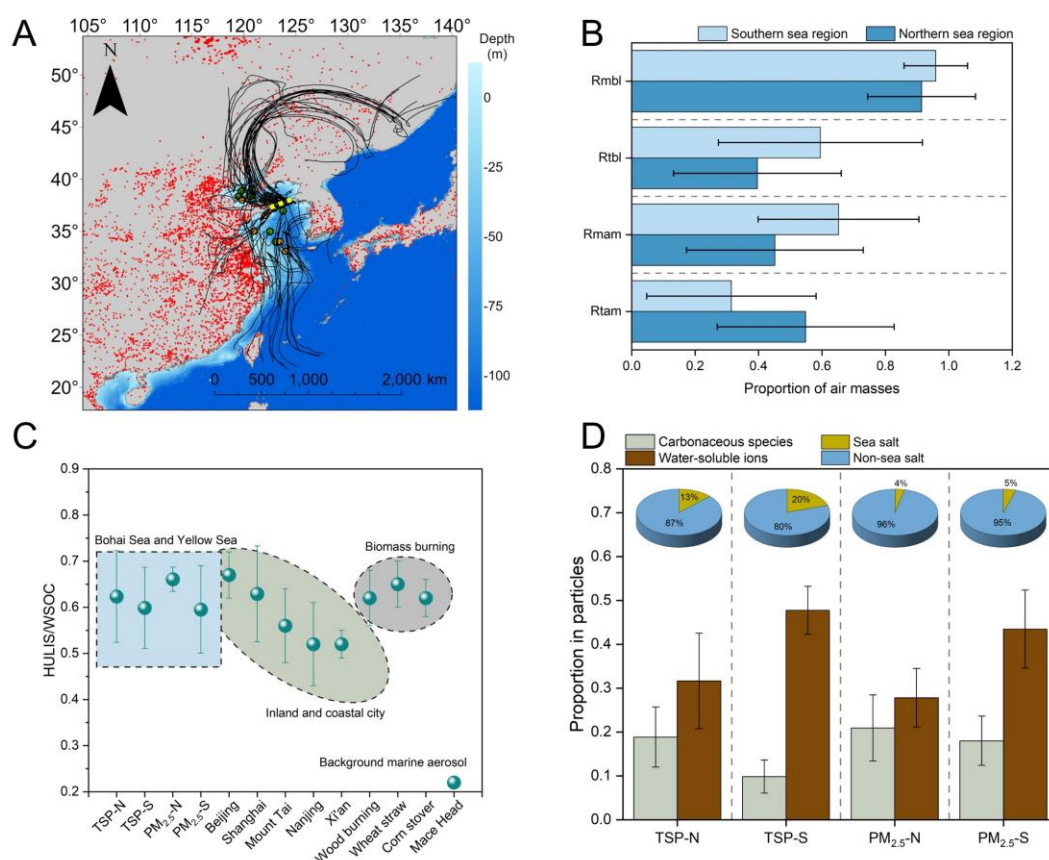 A
105° 110° 115° 120° 125° 130° 135° 140°
N
50°
45°
40°
35°
30°
25°
20°
0 500 1,000 2,000 km
Depth
(m)
0
-25
-50
-75
-100
B
Southern sea region Northern sea region
Rmbl
Rtbl
Rmam
Rtam
0.0 0.2 0.4 0.6 0.8 1.0 1.2
Proportion of air masses
C
HULIS/WSOC
0.9
0.8
0.7
0.6
0.5
0.4
0.3
0.2
Bohai Sea and Yellow Sea
Biomass burning
Inland and coastal city
Background marine aerosol
TSP-N
TSP-S
PM2.5-N
PM2.5-S
Beijing
Shanghai
Mount Tai
Nanjing
Xi'an
Wood burning
Wheat straw
Corn stover
Mace Head
D
Carbonaceous species Sea salt
Water-soluble ions Non-sea salt
Proportion in particles
0.8
0.7
0.6
0.5
0.4
0.3
0.2
0.1
0.0
13%
87%
20%
80%
4%
96%
5%
95%
TSP-N TSP-S PM2.5-N PM2.5-S